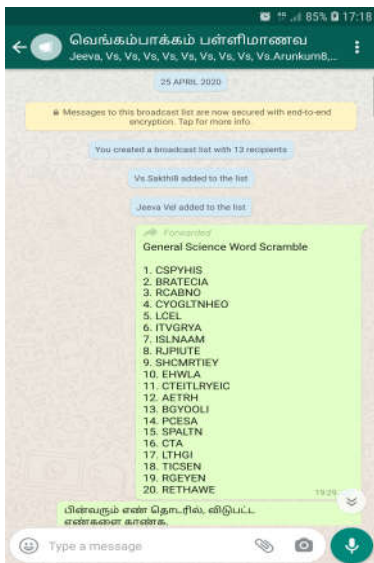 85% 17:18
வெங்கம்பாக்கம் பள்ளிமாணவ
Jeeva, Vs, Vs, Vs, Vs, Vs, Vs, Vs, Vs.Arunkum8,...
25 APRIL 2020
Messages to this broadcast list are now secured with end-to-end
encryption. Tap for more info.
You created a broadcast list with 13 recipients
Vs.Sakthi8 added to the list
Jeeva Vel added to the list
Forwarded
General Science Word Scramble
1. CSPYHIS
2. BRATECIA
3. RCABNO
4. CYOGLTNHEO
5. LCEL
6. ITVGRYA
7. ISLNAAM
8. RJPIUTE
9. SHCMRTIEY
10. EHWLA
11. CTEITLRYEIC
12. AETRH
13. BGYOOLI
14. PCESA
15. SPALTN
16. CTA
17. LTHGI
18. TICSEN
19. RGEYEN
20. RETHAWE
19:29
பின்வரும் எண் தொடரில், விடுபட்ட
எண்களை காண்க.
Type a message